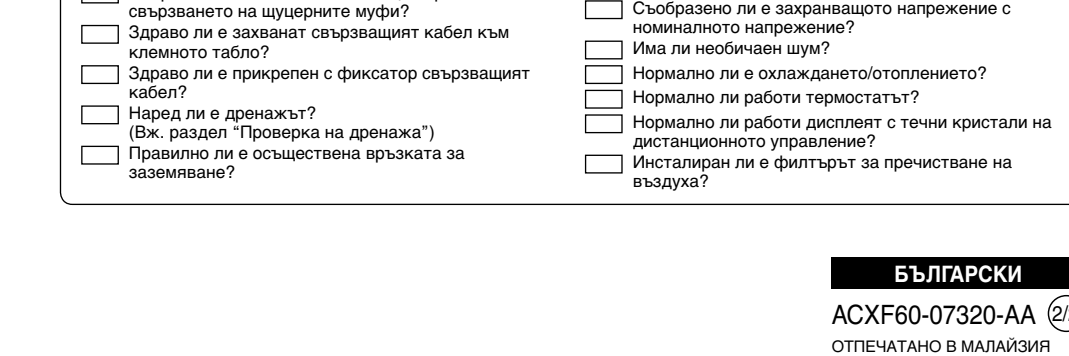 свързването на щуцерните муфи?
Здраво ли е захванат свързващият кабел към
клемното табло?
Здраво ли е прикрепен с фиксатор свързващият
кабел?
Наред ли е дренажът?
(Вж. раздел “Проверка на дренажа”)
Правилно ли е осъществена връзката за
заземяване?
Съобразено ли е захранващото напрежение с
номиналното напрежение?
Има ли необичаен шум?
Нормално ли е охлаждането/отоплението?
Нормално ли работи термостатът?
Нормално ли работи дисплеят с течни кристали на
дистанционното управление?
Инсталиран ли е филтърът за пречистване на
въздуха?
БЪЛГАРСКИ
ACXF60-07320-AA
ОТПЕЧАТАНО В МАЛАЙЗИЯ